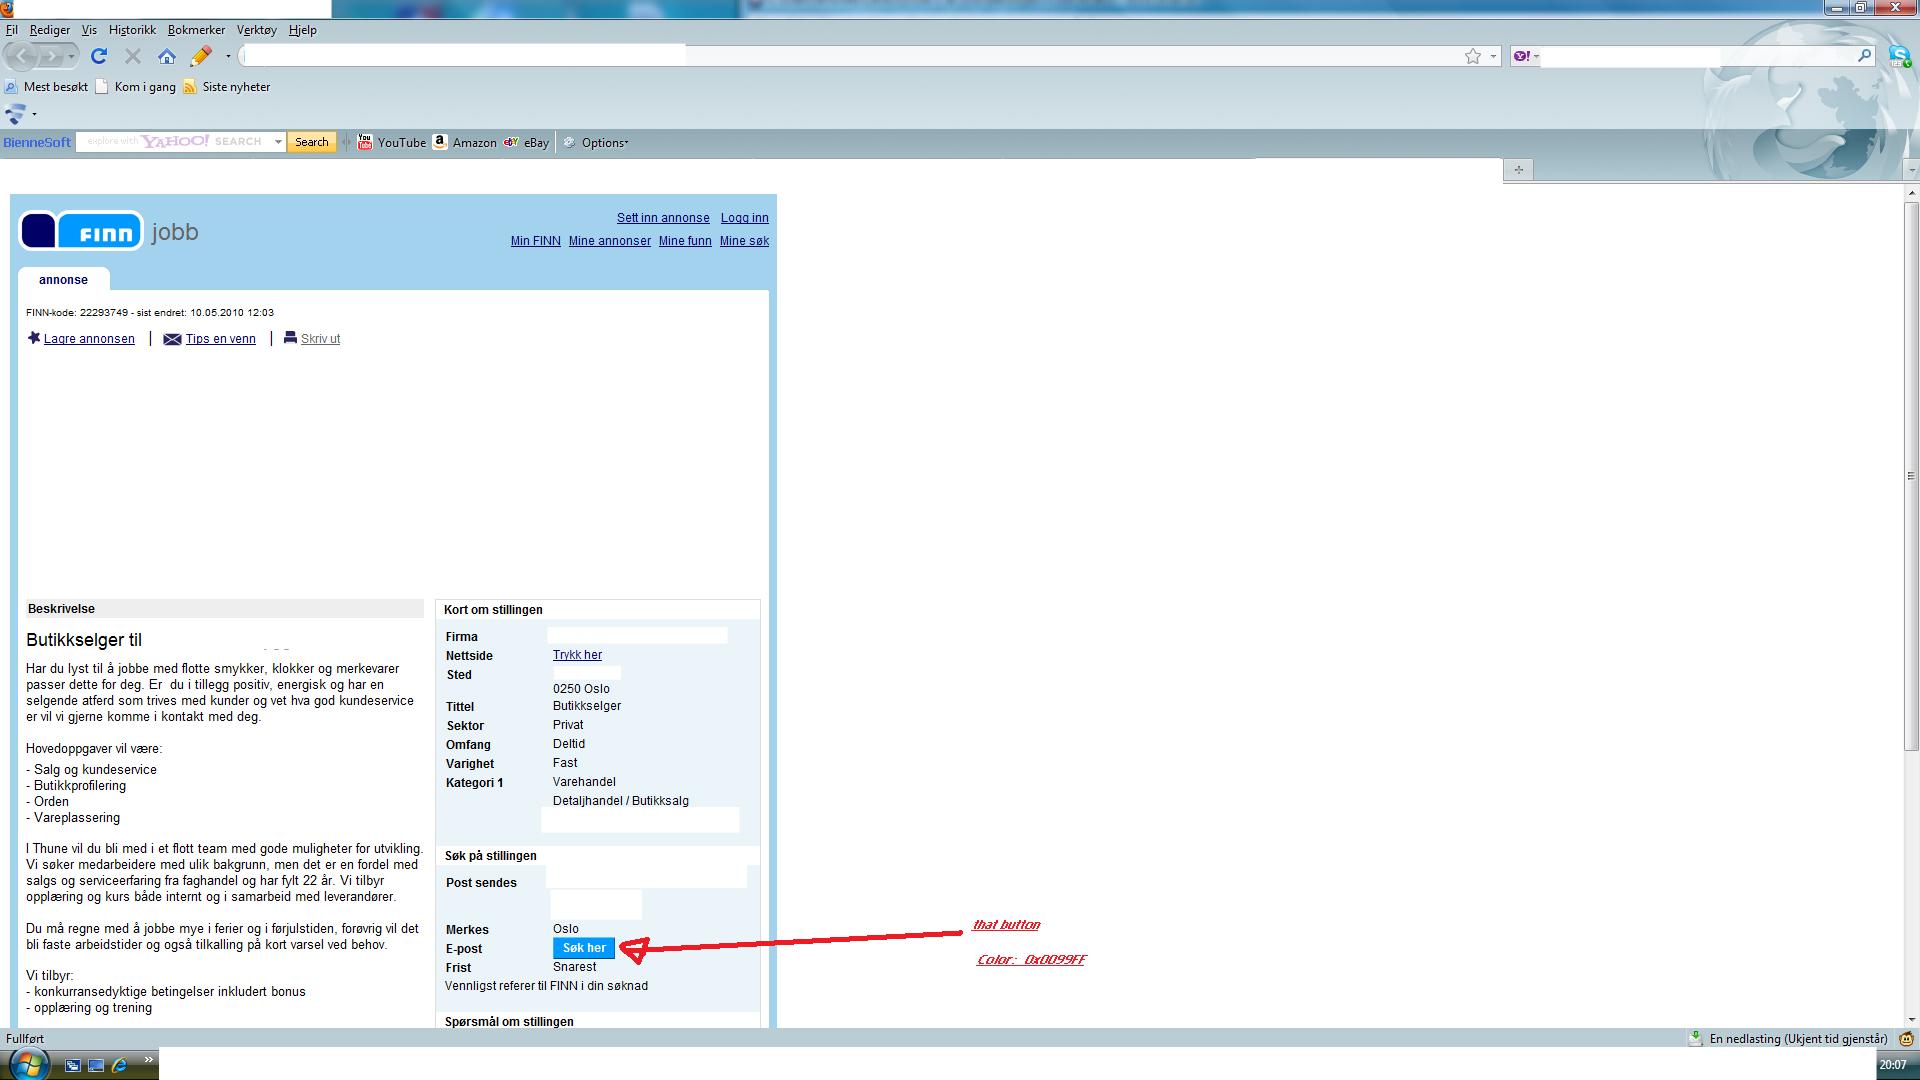 Fil Rediger Vis Historikk Bokmerker Verktøy Hjelp
Y!
Mest besøkt Kom i gang Siste nyheter
BienneSoft explore with YAHOO! SEARCH Search YouTube Amazon eBay Options
FINN jobb
Sett inn annonse Logg inn
Min FINN Mine annonser Mine funn Mine søk
annonse
FINN-kode: 22293749 - sist endret: 10.05.2010 12:03
Lagre annonsen | Tips en venn | Skriv ut
Beskrivelse
Butikkselger til
Har du lyst til å jobbe med flotte smykker, klokker og merkevarer
passer dette for deg. Er du i tillegg positiv, energisk og har en
selgende atferd som trives med kunder og vet hva god kundeservice
er vil vi gjerne komme i kontakt med deg.
Hovedoppgaver vil være:
- Salg og kundeservice
- Butikkprofilering
- Orden
- Vareplassering
I Thune vil du bli med i et flott team med gode muligheter for utvikling.
Vi søker medarbeidere med ulik bakgrunn, men det er en fordel med
salgs og serviceerfaring fra faghandel og har fylt 22 år. Vi tilbyr
opplæring og kurs både internt og i samarbeid med leverandører.
Du må regne med å jobbe mye i ferier og i førjulstiden, forøvrig vil det
bli faste arbeidstider og også tilkalling på kort varsel ved behov.
Vi tilbyr:
- konkurransedyktige betingelser inkludert bonus
- opplæring og trening
Kort om stillingen
Firma
Nettside Trykk her
Sted
0250 Oslo
Tittel Butikkselger
Sektor Privat
Omfang Deltid
Varighet Fast
Kategori 1 Varehandel
Detaljhandel / Butikksalg
Søk på stillingen
Post sendes
Merkes Oslo
E-post Søk her
Frist Snarest
Vennligst referer til FINN i din søknad
Spørsmål om stillingen
that button
Color: 0x0099FF
Fullført En nedlasting (Ukjent tid gjenstår)
20:07